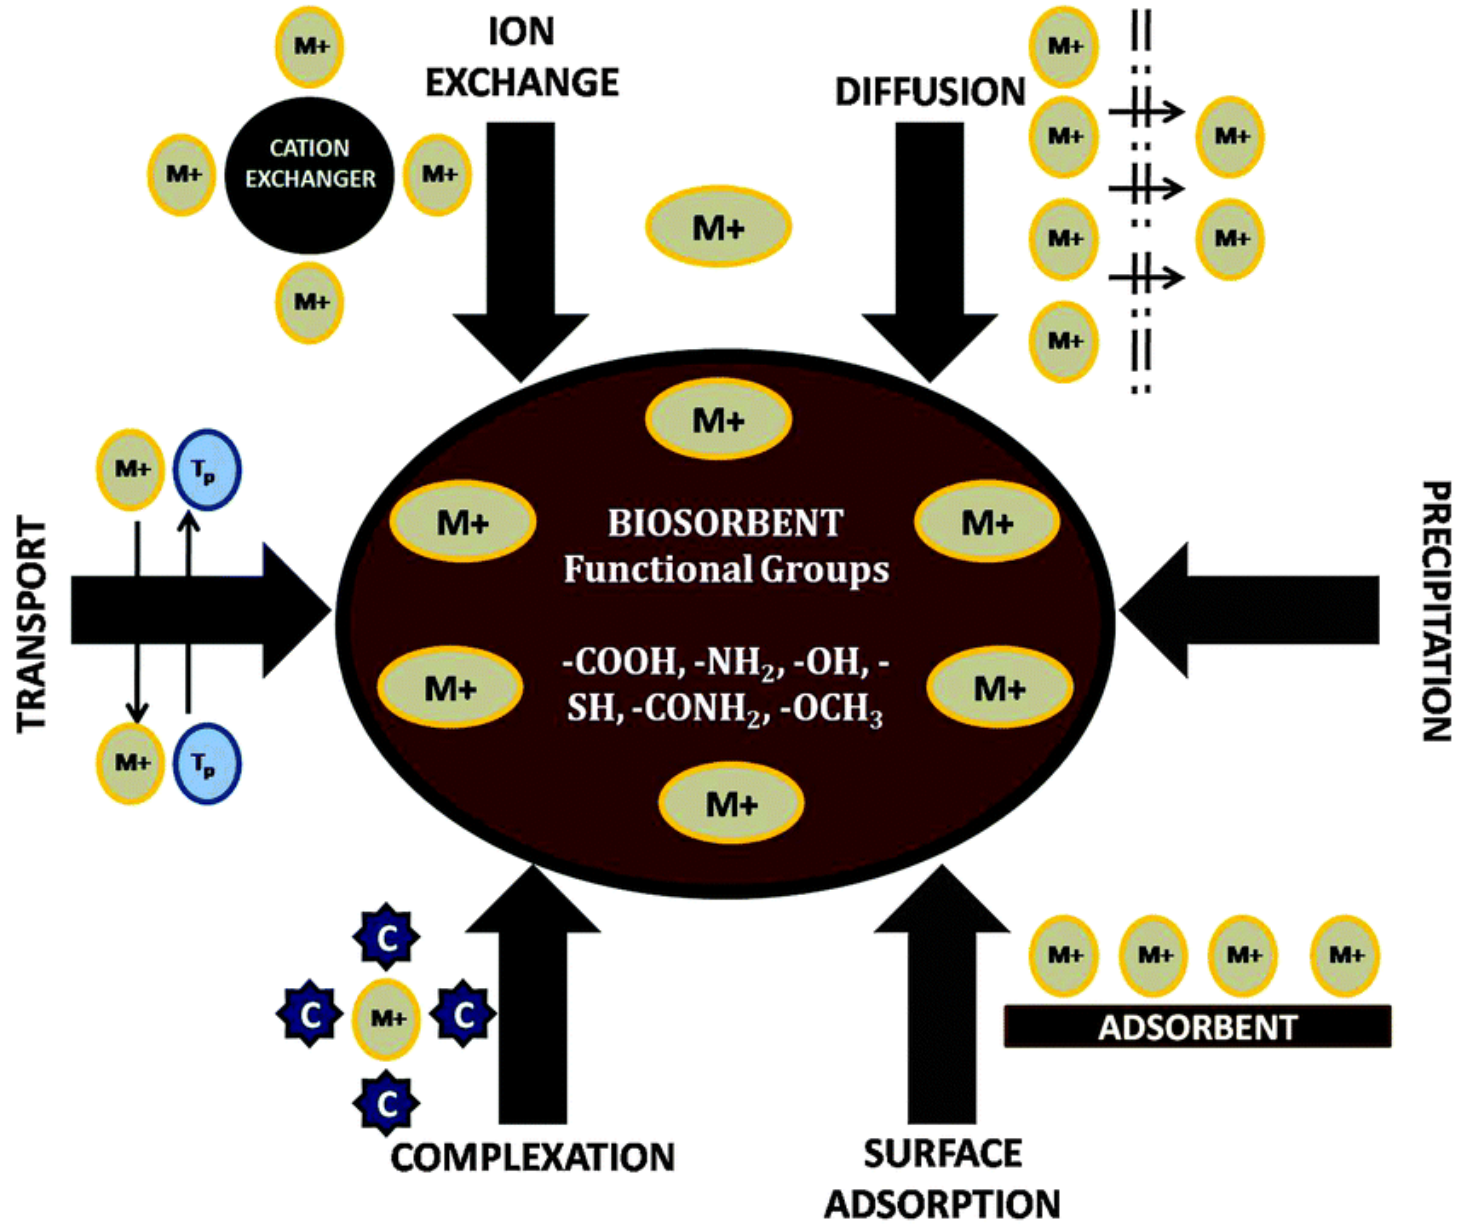 ION
EXCHANGE
DIFFUSION
M+
CATION
EXCHANGER
M+
M+
M+
M+
M+
M+
M+
M+
M+
M+
M+
TRANSPORT
M+
Tp
M+
Tp
PRECIPITATION
M+
M+
M+
BIOSORBENT
Functional Groups
-COOH, -NH₂, -OH, -
SH, -CONH₂, -OCH₃
M+
M+
M+
C
C
M+
C
C
COMPLEXATION
M+
M+
M+
M+
ADSORBENT
SURFACE
ADSORPTION